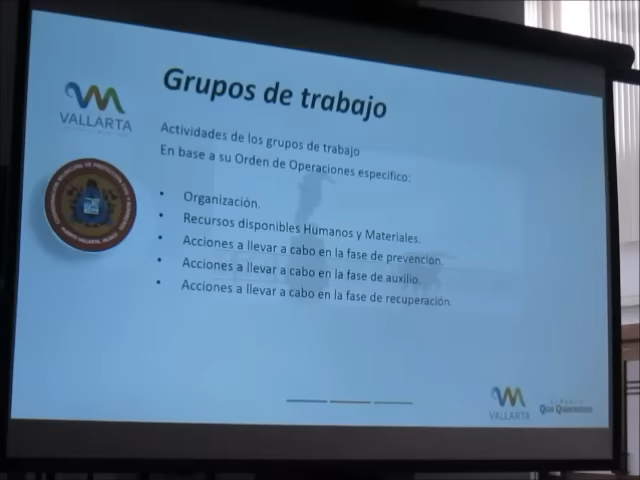 Grupos de trabajo
VALLARTA
Actividades de los grupos de trabajo
En base a su Orden de Operaciones especifico:
• Organización.
• Recursos disponibles Humanos y Materiales.
• Acciones a llevar a cabo en la fase de prevención.
• Acciones a llevar a cabo en la fase de auxilio.
• Acciones a llevar a cabo en la fase de recuperación.
VALLARTA